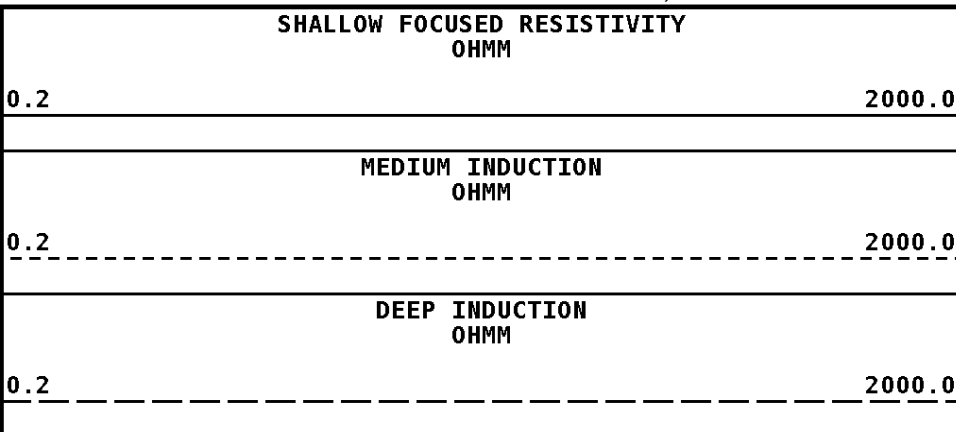 SHALLOW FOCUSED RESISTIVITY
OHMM
0.2 2000.0
MEDIUM INDUCTION
OHMM
0.2 2000.0
DEEP INDUCTION
OHMM
0.2 2000.0